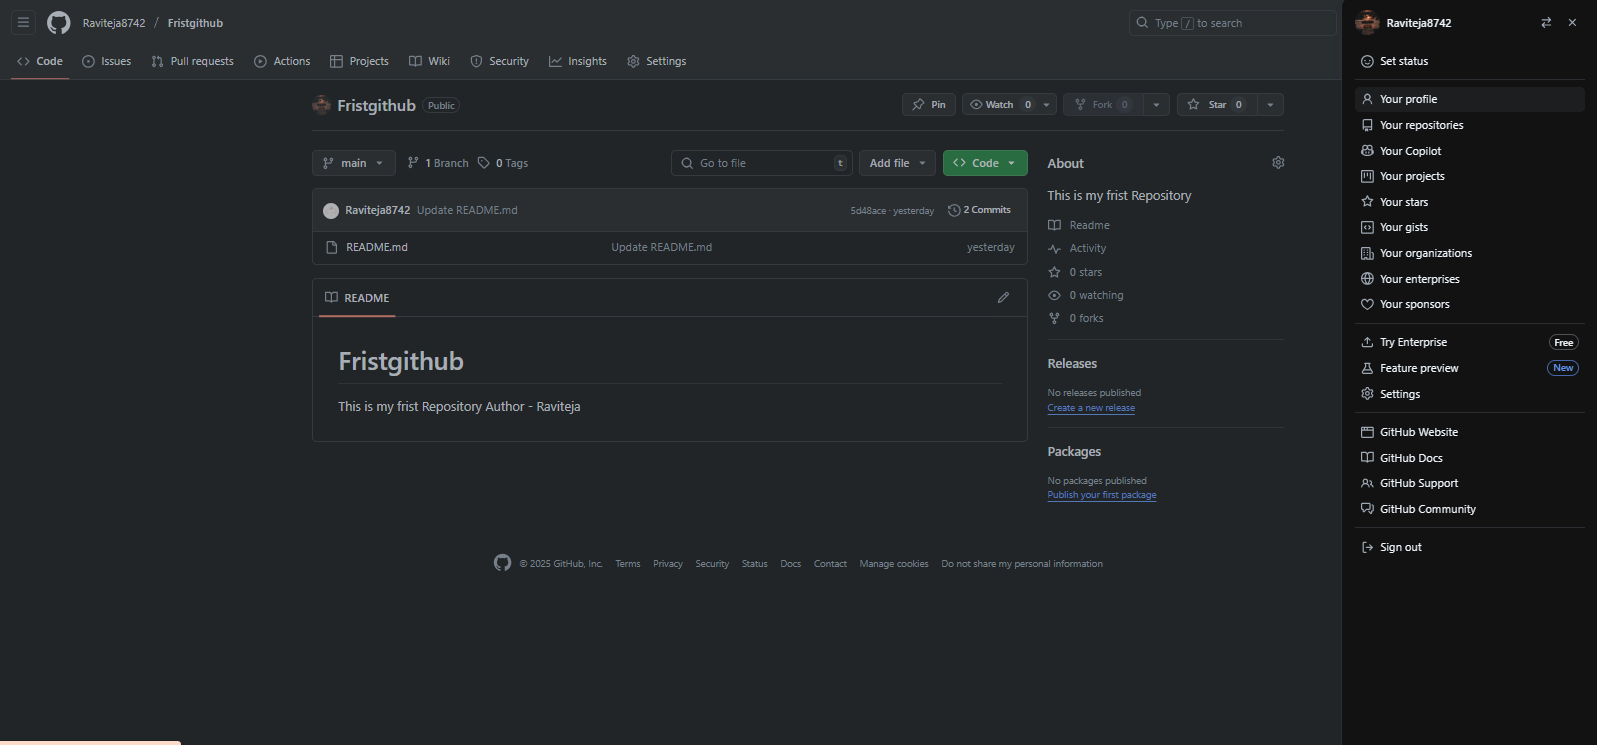 Raviteja8742 / Fristgithub
Type / to search
Code Issues Pull requests Actions Projects Wiki Security Insights Settings
Fristgithub Public
Pin Watch 0 Fork 0 Star 0
main 1 Branch 0 Tags
Go to file t Add file Code
Raviteja8742 Update README.md 5d48ace · yesterday 2 Commits
README.md Update README.md yesterday
README
Fristgithub
This is my frist Repository Author - Raviteja
About
This is my frist Repository
Readme
Activity
0 stars
0 watching
0 forks
Releases
No releases published
Create a new release
Packages
No packages published
Publish your first package
© 2025 GitHub, Inc. Terms Privacy Security Status Docs Contact Manage cookies Do not share my personal information
Raviteja8742
Set status
Your profile
Your repositories
Your Copilot
Your projects
Your stars
Your gists
Your organizations
Your enterprises
Your sponsors
Try Enterprise Free
Feature preview New
Settings
GitHub Website
GitHub Docs
GitHub Support
GitHub Community
Sign out